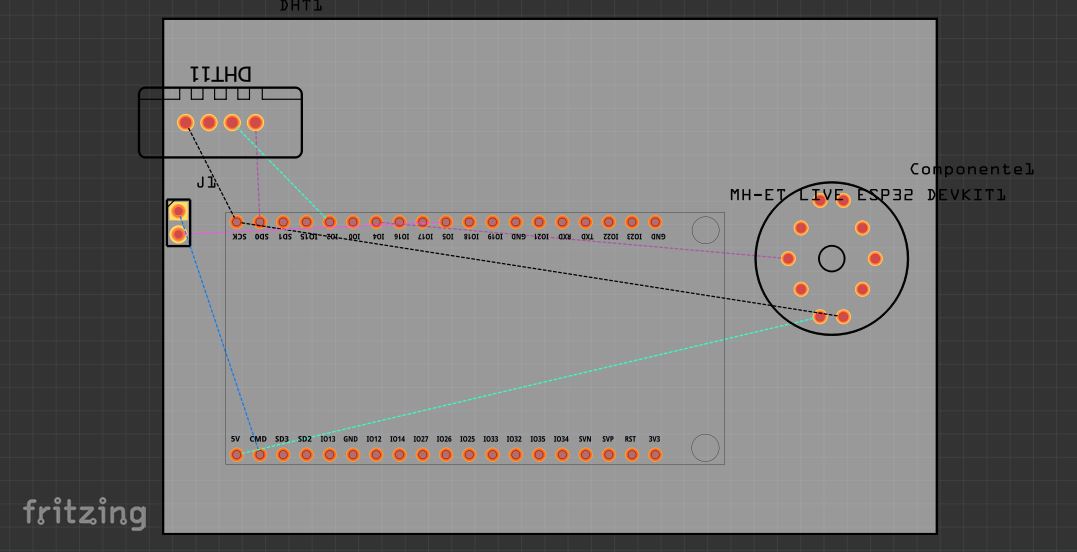 DHT1
DHT11
J1
Componente1
MH-ET LIVE ESP32 DEVKIT1
SCK SD0 SD1 IO15 IO2 IO0 IO4 IO16 IO17 IO5 IO18 IO19 GND IO21 RXD TXD IO22 IO23 GND
5V CMD SD3 SD2 IO13 GND IO12 IO14 IO27 IO26 IO25 IO33 IO32 IO35 IO34 SVN SVP RST 3V3
fritzing